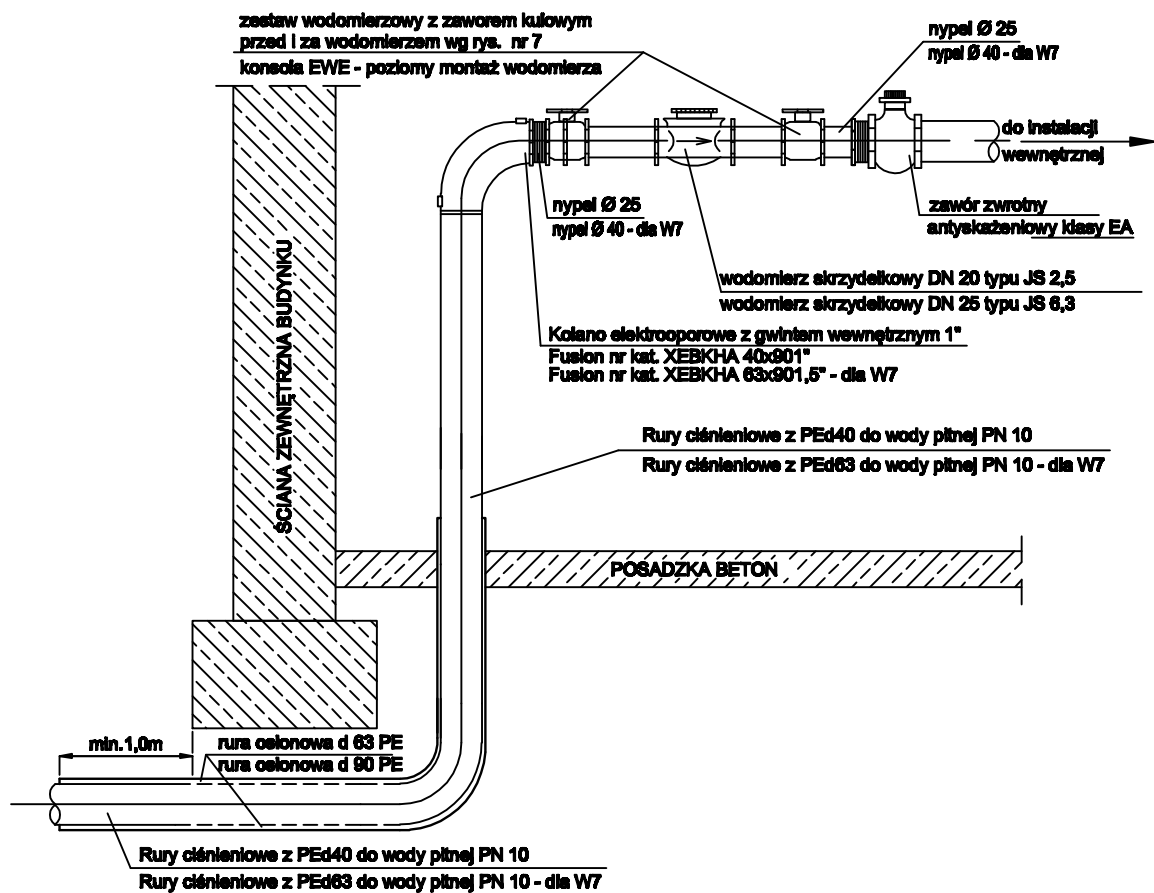 zestaw wodomierzowy z zaworem kulowym
przed i za wodomierzem wg rys. nr 7
konsola EWE - poziomy montaż wodomierza
nypel Ø 25
nypel Ø 40 - dla W7
do instalacji
wewnętrznej
nypel Ø 25
nypel Ø 40 - dla W7
zawór zwrotny
antyskażeniowy klasy EA
wodomierz skrzydełkowy DN 20 typu JS 2,5
wodomierz skrzydełkowy DN 25 typu JS 6,3
Kolano elektrooporowe z gwintem wewnętrznym 1"
Fusion nr kat. XEBKHA 40x901"
Fusion nr kat. XEBKHA 63x901,5" - dla W7
ŚCIANA ZEWNĘTRZNA BUDYNKU
Rury ciśnieniowe z PEd40 do wody pitnej PN 10
Rury ciśnieniowe z PEd63 do wody pitnej PN 10 - dla W7
POSADZKA BETON
min.1,0m
rura osłonowa d 63 PE
rura osłonowa d 90 PE
Rury ciśnieniowe z PEd40 do wody pitnej PN 10
Rury ciśnieniowe z PEd63 do wody pitnej PN 10 - dla W7